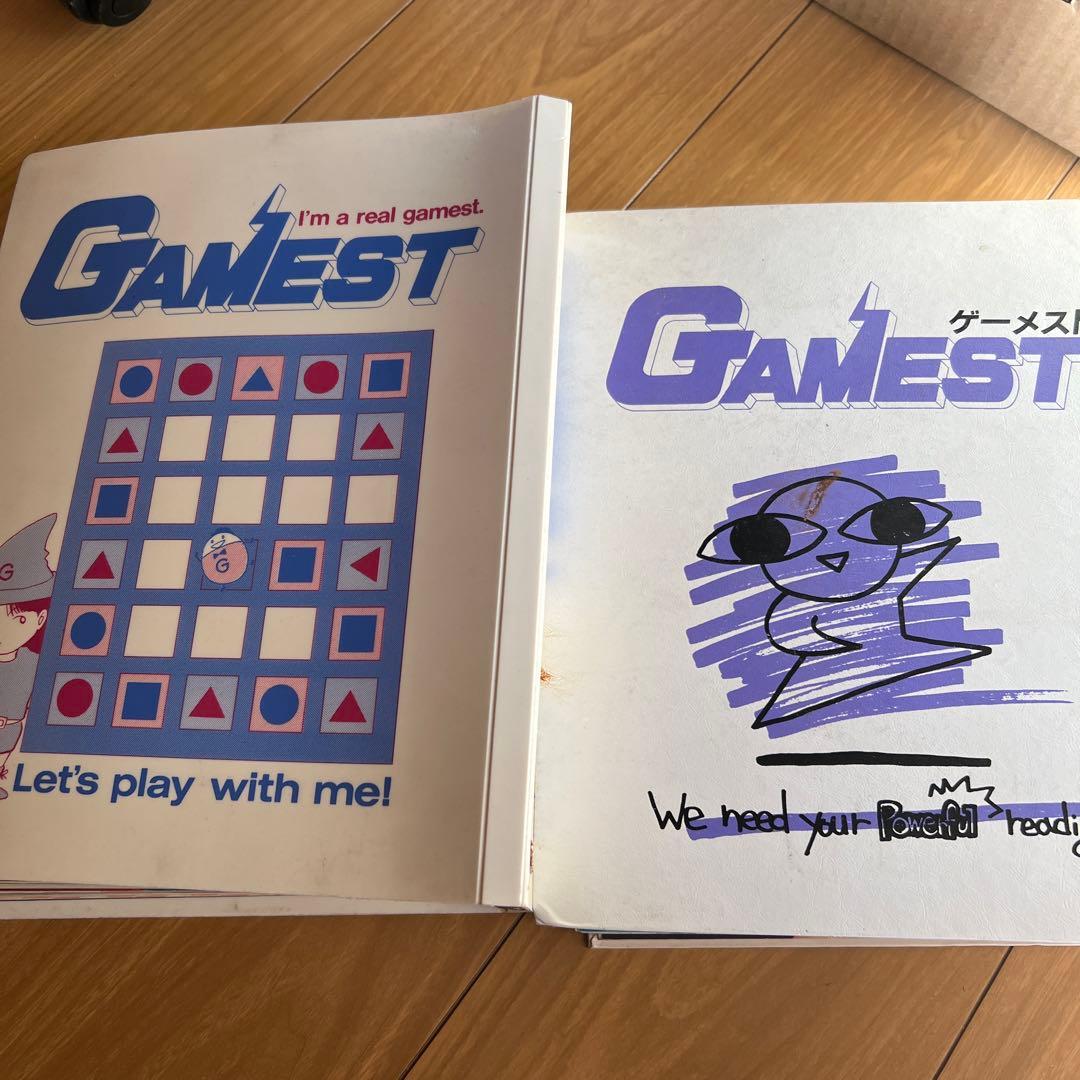 I'm a real gamest.
GAMEST
G
G
Let's play with me!
ゲーメスト
GAMEST
We need your Powerful